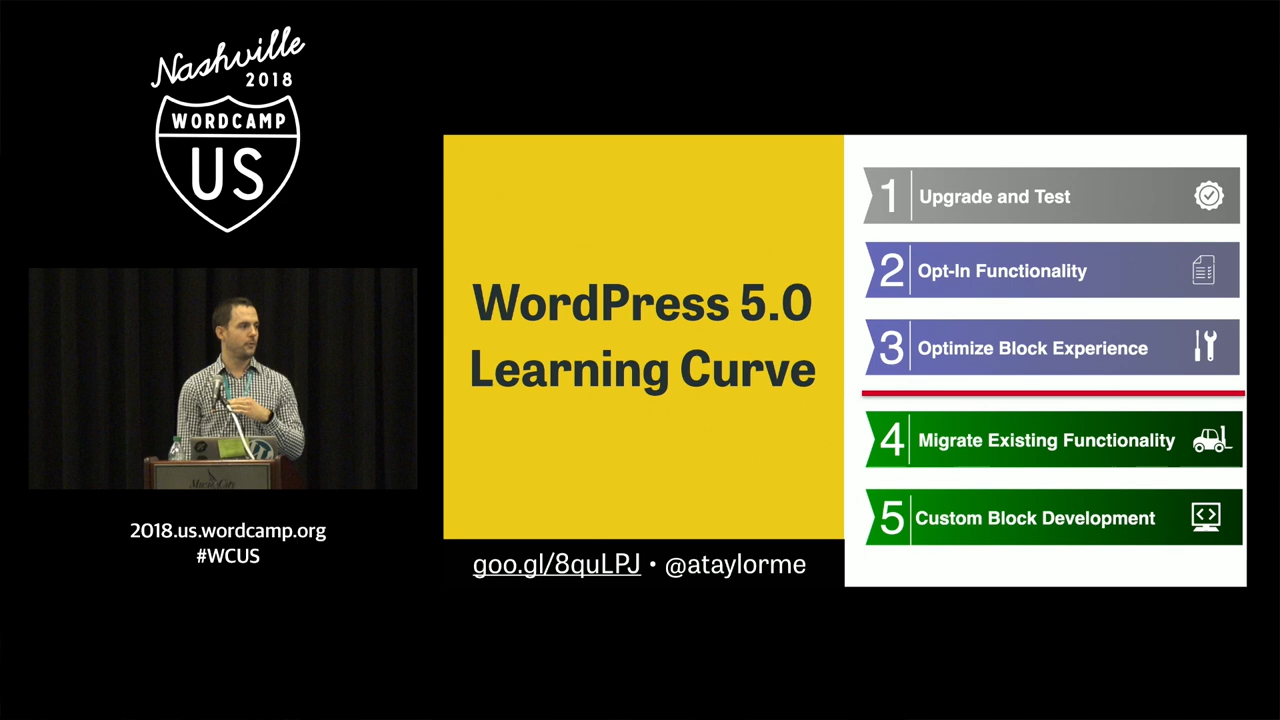 Nashville
2018
WORDCAMP
US
2018.us.wordcamp.org
#WCUS
WordPress 5.0
Learning Curve
goo.gl/8quLPJ • @ataylorme
1 Upgrade and Test
2 Opt-In Functionality
3 Optimize Block Experience
4 Migrate Existing Functionality
5 Custom Block Development